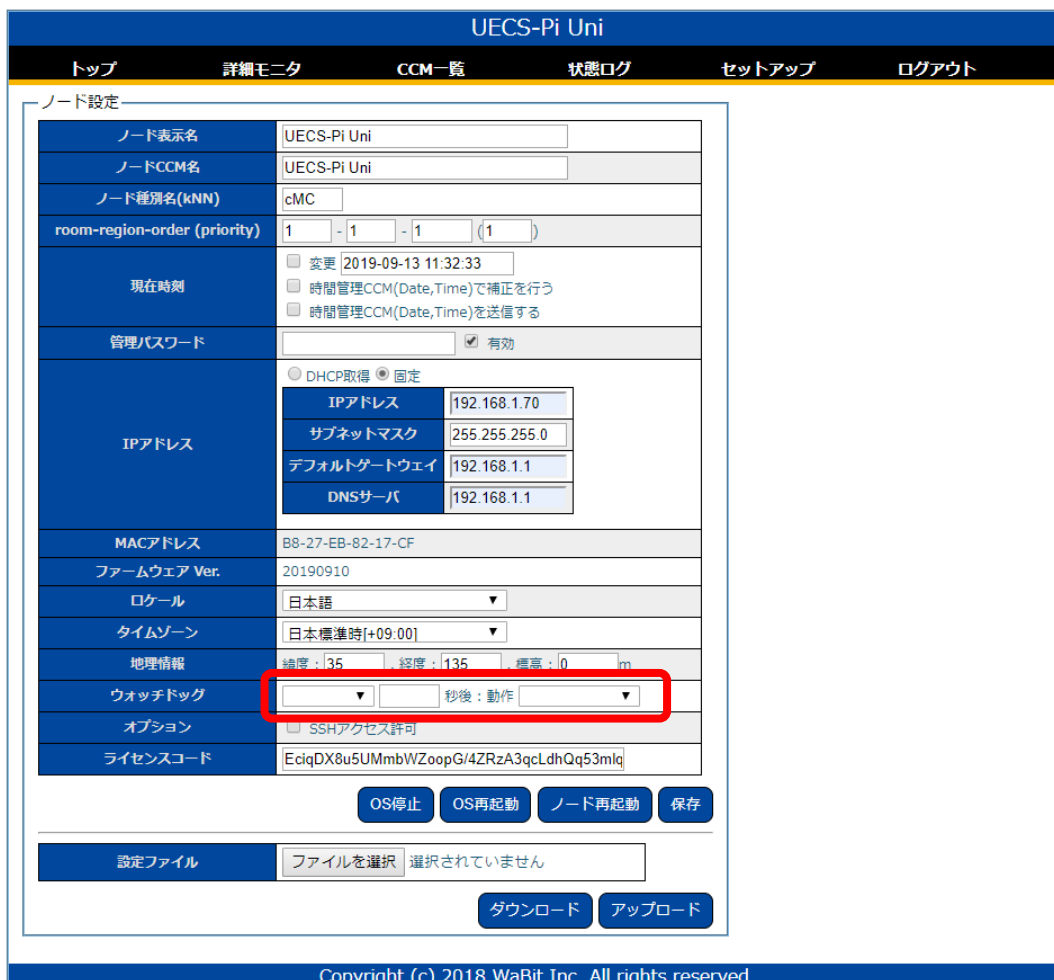 UECS-Pi Uni
トップ 詳細モニタ CCM一覧 状態ログ セットアップ ログアウト
ノード設定
ノード表示名 UECS-Pi Uni
ノードCCM名 UECS-Pi Uni
ノード種別名(kNN) cMC
room-region-order (priority) 1 - 1 - 1 (1)
変更 2019-09-13 11:32:33
現在時刻 時間管理CCM(Date,Time)で補正を行う
時間管理CCM(Date,Time)を送信する
管理パスワード 有効
DHCP取得 固定
IPアドレス 192.168.1.70
サブネットマスク 255.255.255.0
IPアドレス
デフォルトゲートウェイ 192.168.1.1
DNSサーバ 192.168.1.1
MACアドレス B8-27-EB-82-17-CF
ファームウェア Ver. 20190910
ロケール 日本語
タイムゾーン 日本標準時[+09:00]
地理情報 緯度：35 , 経度：135 , 標高：0 m
ウォッチドッグ 秒後：動作
オプション SSHアクセス許可
ライセンスコード EciqDX8u5UMmbWZoopG/4ZRzA3qcLdhQq53mlq
OS停止 OS再起動 ノード再起動 保存
設定ファイル ファイルを選択 選択されていません
ダウンロード アップロード
Copyright (c) 2018 WaBit Inc. All rights reserved.